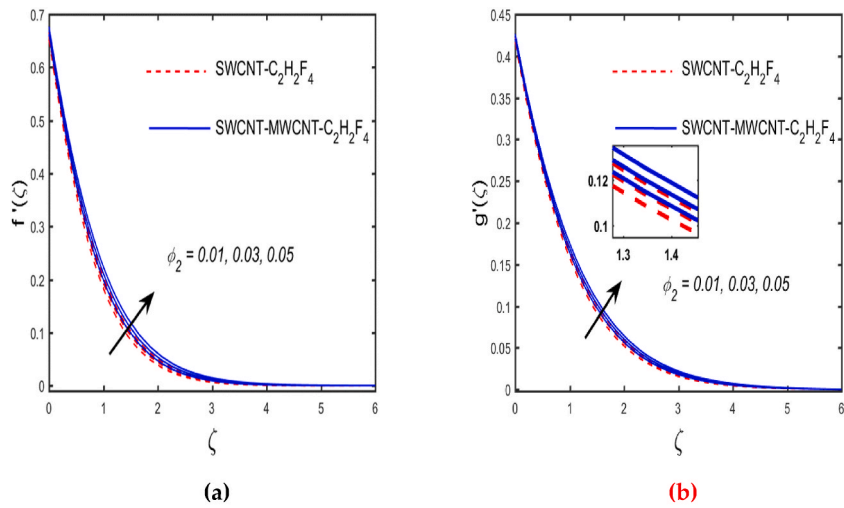 0.7
0.6
0.5
0.4
0.3
0.2
0.1
0
f '(ζ)
SWCNT-C₂H₂F₄
SWCNT-MWCNT-C₂H₂F₄
ϕ₂ = 0.01, 0.03, 0.05
0 1 2 3 4 5 6
ζ
(a)
0.45
0.4
0.35
0.3
0.25
0.2
0.15
0.1
0.05
0
g'(ζ)
SWCNT-C₂H₂F₄
SWCNT-MWCNT-C₂H₂F₄
0.12
0.1
1.3 1.4
ϕ₂ = 0.01, 0.03, 0.05
0 1 2 3 4 5 6
ζ
(b)